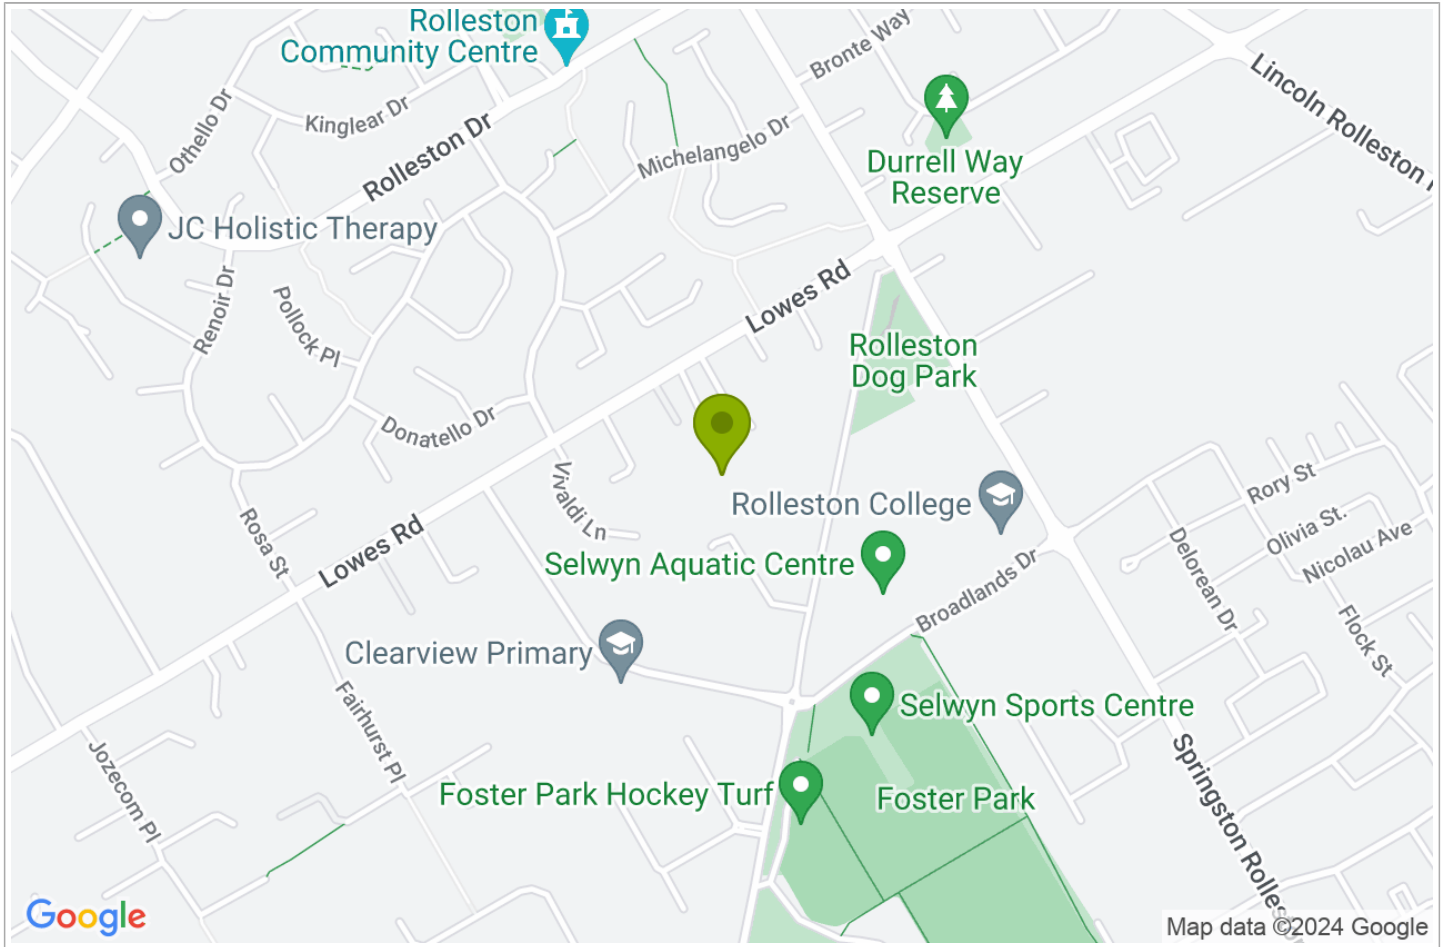 Rolleston
Community Centre
Bronte Way
Lincoln Rolleston
Othello Dr
Kinglear Dr
Rolleston Dr
Michelangelo Dr
Durrell Way
Reserve
JC Holistic Therapy
Renoir Dr
Pollock Pl
Lowes Rd
Rolleston
Dog Park
Donatello Dr
Vivaldi Ln
Rolleston College
Rory St
Olivia St.
Nicolau Ave
Delorean Dr
Flock St
Rosa St
Lowes Rd
Selwyn Aquatic Centre
Broadlands Dr
Clearview Primary
Fairhurst Pl
Selwyn Sports Centre
Jozecom Pl
Foster Park Hockey Turf
Foster Park
Springston Rolles
Google
Map data ©2024 Google